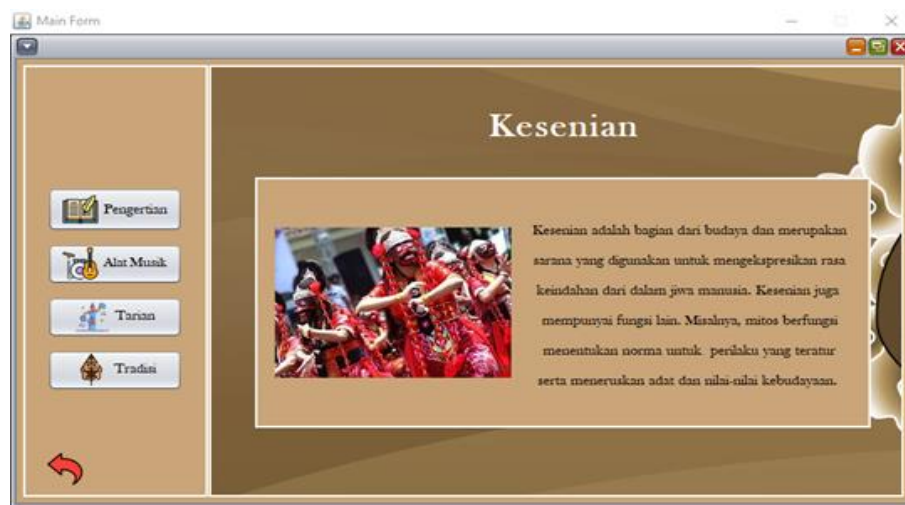 Main Form
Kesenian
Pengertian
Alat Musik
Tarian
Tradisi
Kesenian adalah bagian dari budaya dan merupakan
sarana yang digunakan untuk mengekspresikan rasa
keindahan dari dalam jiwa manusia. Kesenian juga
mempunyai fungsi lain. Misalnya, mitos berfungsi
menentukan norma untuk perilaku yang teratur
serta meneruskan adat dan nilai-nilai kebudayaan.